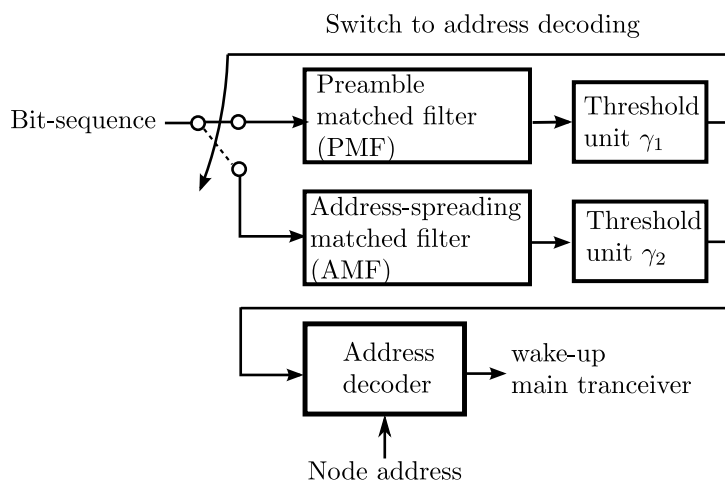 Switch to address decoding
Bit-sequence
Preamble
matched filter
(PMF)
Threshold
unit γ1
Address-spreading
matched filter
(AMF)
Threshold
unit γ2
Address
decoder
wake-up
main tranceiver
Node address